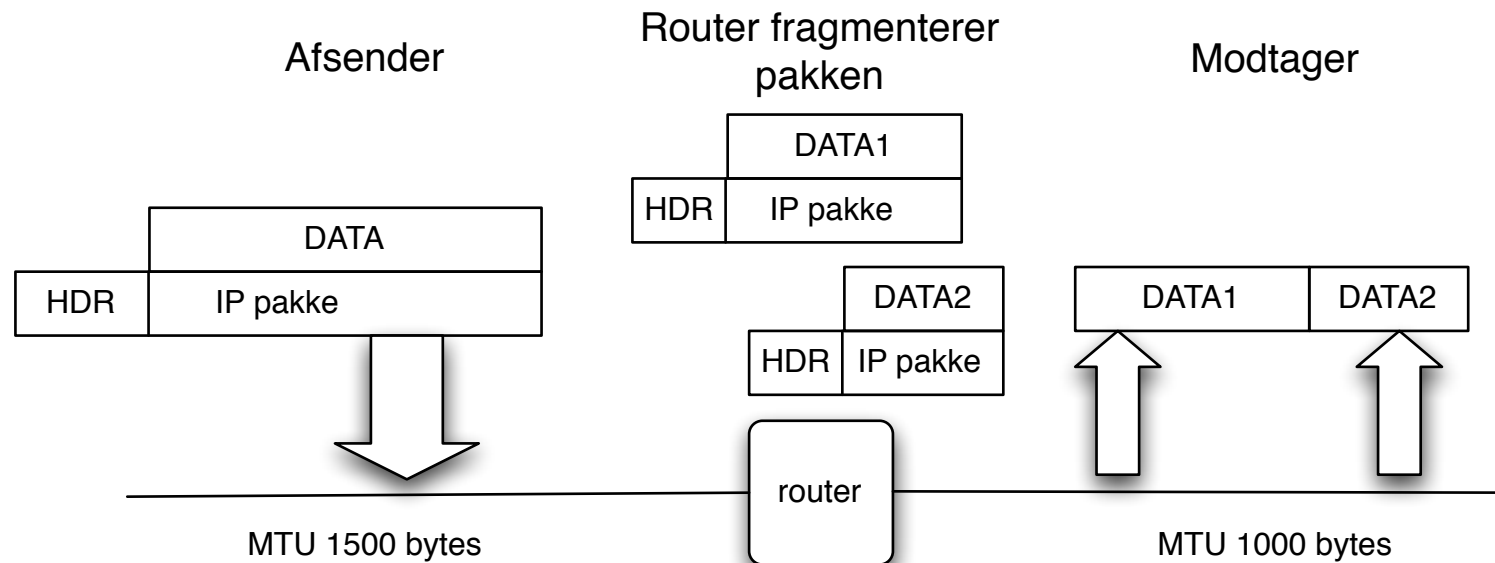 Afsender
Router fragmenterer
pakken
Modtager
DATA
HDR
IP pakke
DATA1
HDR
IP pakke
DATA2
HDR
IP pakke
DATA1
DATA2
router
MTU 1500 bytes
MTU 1000 bytes